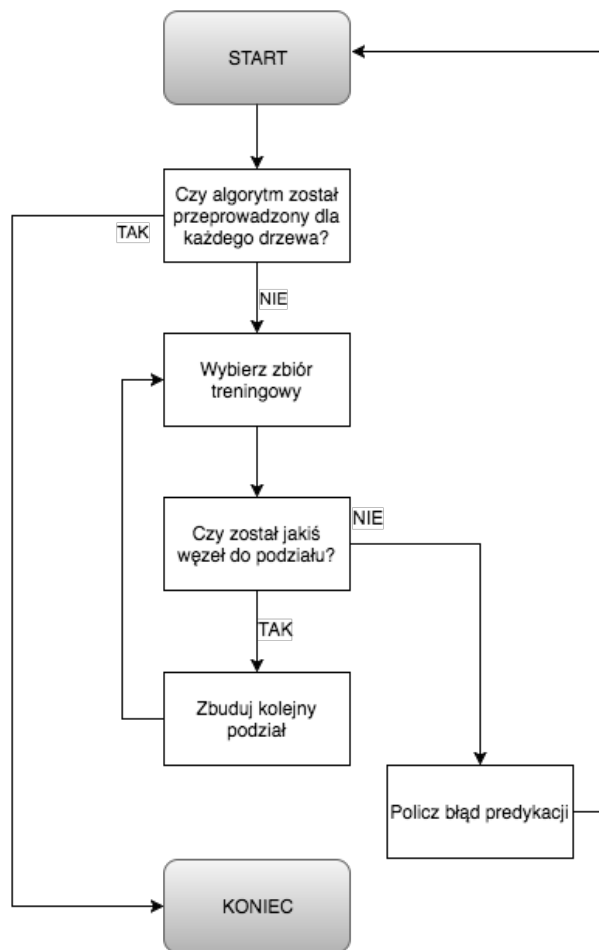 START
Czy algorytm został
przeprowadzony dla
każdego drzewa?
TAK
NIE
Wybierz zbiór
treningowy
Czy został jakiś
węzeł do podziału?
NIE
TAK
Zbuduj kolejny
podział
Policz błąd predykacji
KONIEC